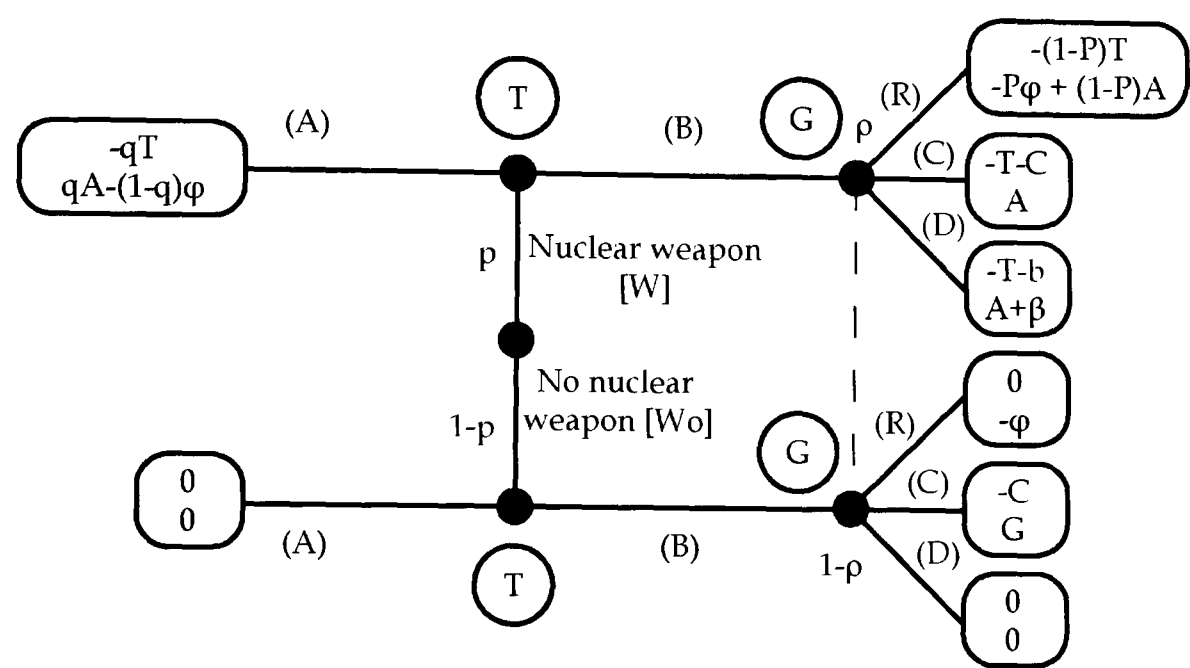 T
G
ρ
(R)
-(1-P)T
-Pφ + (1-P)A
(A)
(B)
(C)
-T-C
A
-qT
qA-(1-q)φ
(D)
-T-b
A+β
p
Nuclear weapon
[W]
No nuclear
weapon [Wo]
1-p
G
(R)
0
-φ
(C)
-C
G
0
0
(A)
(B)
1-ρ
(D)
0
0
T